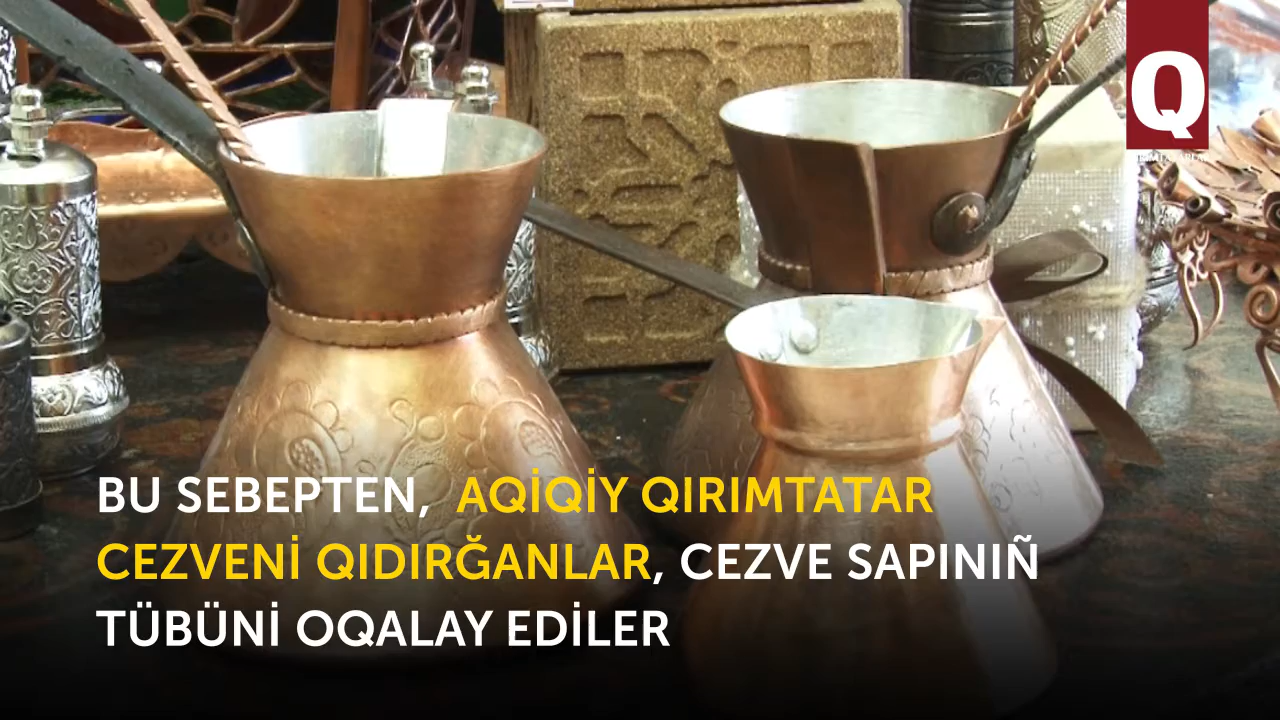 Q
BU SEBEPTEN, AQİQİY QIRIMTATAR
CEZVENİ QIDIRĞANLAR, CEZVE SAPINIÑ
TÜBÜNİ OQALAY EDİLER